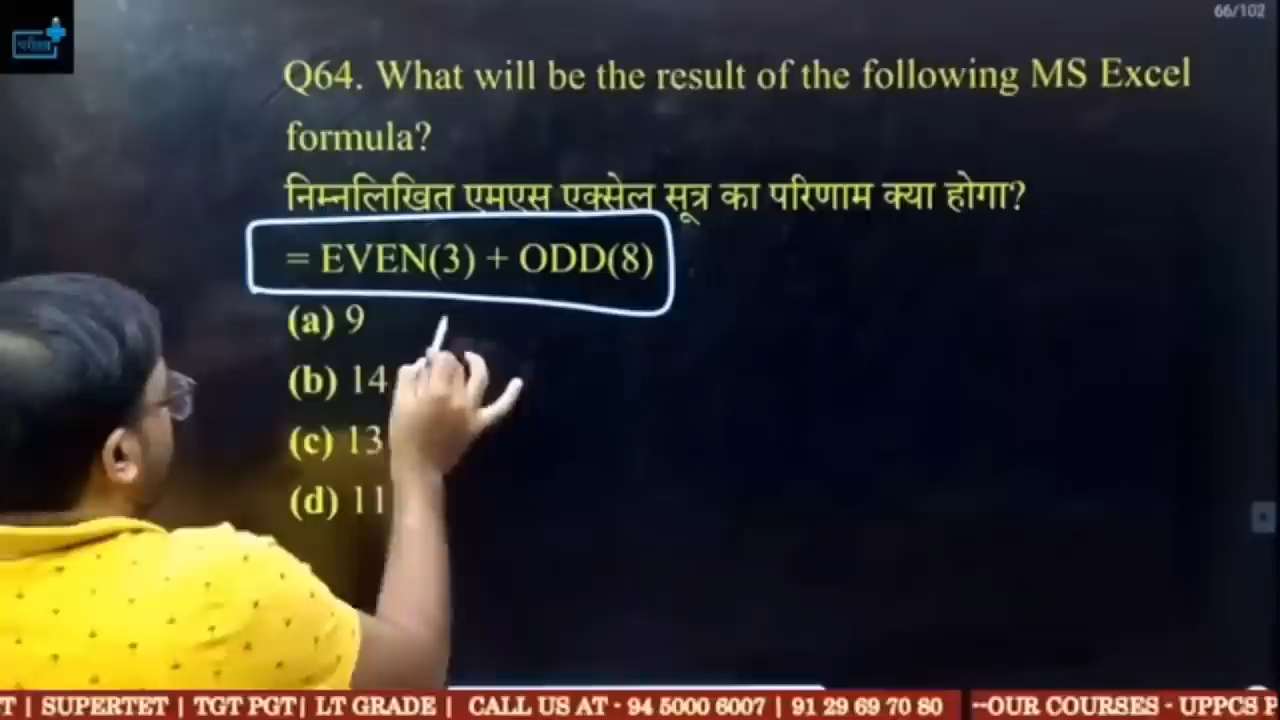 66/102
परीक्षा
Q64. What will be the result of the following MS Excel
formula?
निम्नलिखित एमएस एक्सेल सूत्र का परिणाम क्या होगा?
= EVEN(3) + ODD(8)
(a) 9
(b) 14
(c) 13
(d) 11
T | SUPERTET | TGT PGT| LT GRADE | CALL US AT - 94 5000 6007 | 91 29 69 70 80 --OUR COURSES - UPPCS P